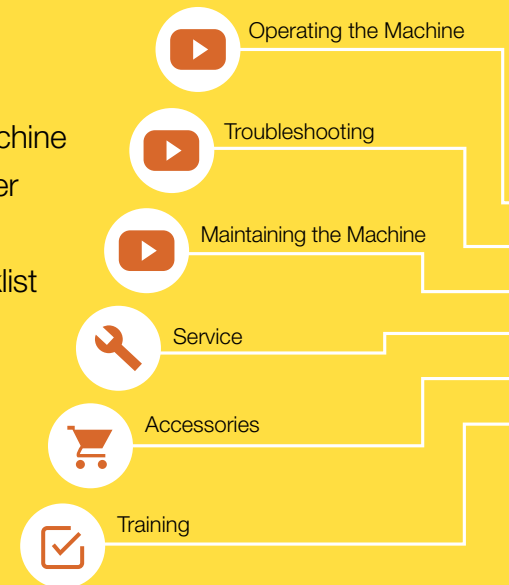 Operating the Machine
Troubleshooting
Maintaining the Machine
Service
Accessories
Training